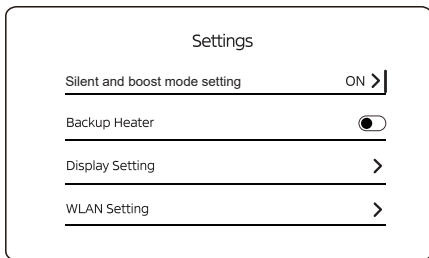 Settings
Silent and boost mode setting ON
Backup Heater
Display Setting
WLAN Setting